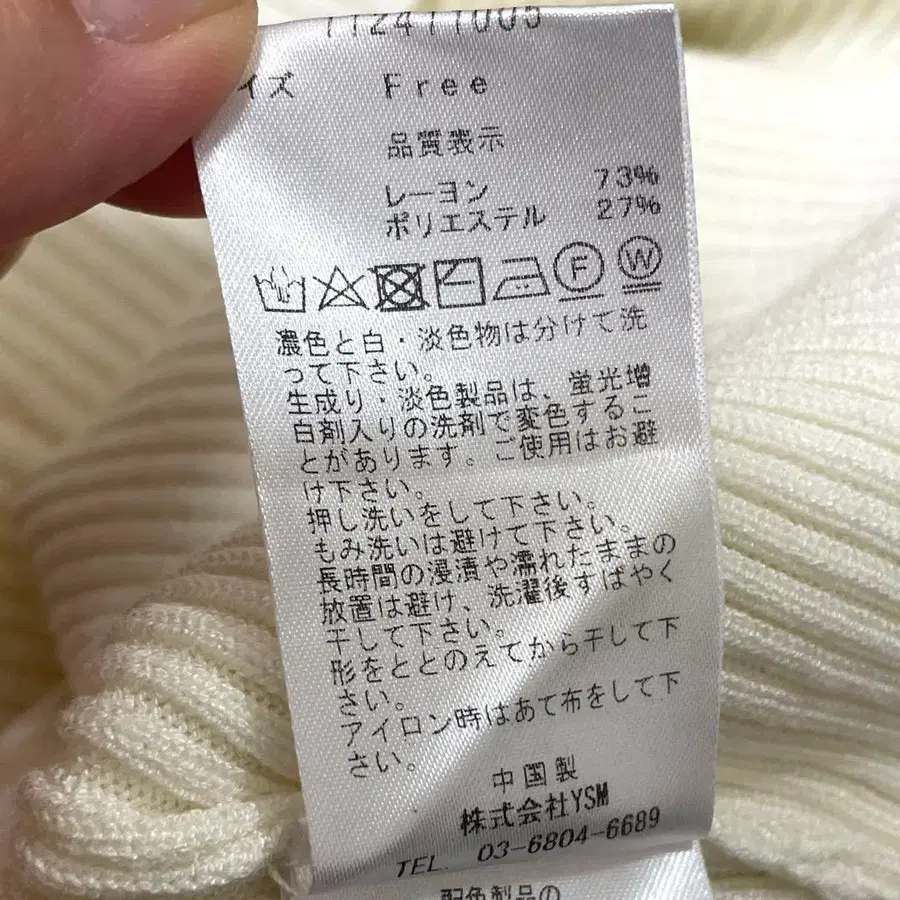 112411005
イズ Free
品質表示
レーヨン 73%
ポリエステル 27%
F W
濃色と白・淡色物は分けて洗
って下さい。
生成り・淡色製品は、蛍光増
白剤入りの洗剤で変色するこ
とがあります。ご使用はお避
け下さい。
押し洗いをして下さい。
もみ洗いは避けて下さい。
長時間の浸漬や濡れたままの
放置は避け、洗濯後すばやく
干して下さい。
形をととのえてから干して下
さい。
アイロン時はあて布をして下
さい。
中国製
株式会社YSM
TEL. 03-6804-6689
配色製品の